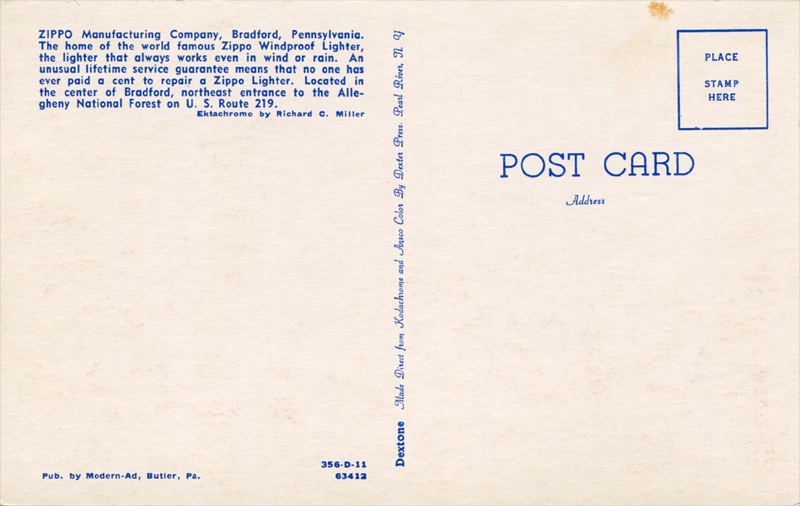 ZIPPO Manufacturing Company, Bradford, Pennsylvania.
The home of the world famous Zippo Windproof Lighter,
the lighter that always works even in wind or rain. An
unusual lifetime service guarantee means that no one has
ever paid a cent to repair a Zippo Lighter. Located in
the center of Bradford, northeast entrance to the Alle-
gheny National Forest on U. S. Route 219.
Ektachrome by Richard C. Miller
Pub. by Modern-Ad, Butler, Pa.
356-D-11
63412
Dextone Made Direct from Kodachrome and Ansco Color By Dexter Press. Pearl River, N. Y
PLACE
STAMP
HERE
POST CARD
Address